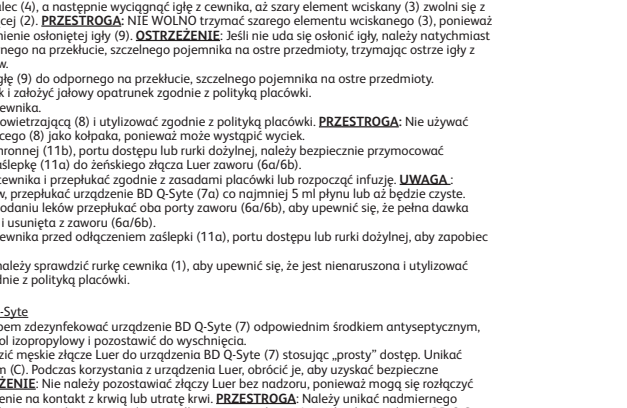 lec (4), a następnie wyciągnąć igłę z cewnika, aż szary element wciskany (3) zwolni się z
cej (2). PRZESTROGA: NIE WOLNO trzymać szarego elementu wciskanego (3), ponieważ
nienie osłoniętej igły (9). OSTRZEŻENIE: Jeśli nie uda się osłonić igły, należy natychmiast
rnego na przekłucie, szczelnego pojemnika na ostre przedmioty, trzymając ostrze igły z
w.
głę (9) do odpornego na przekłucie, szczelnego pojemnika na ostre przedmioty.
k i założyć jałowy opatrunek zgodnie z polityką placówki.
ewnika.
owietrzającą (8) i utylizować zgodnie z polityką placówki. PRZESTROGA: Nie używać
cego (8) jako kołpaka, ponieważ może wystąpić wyciek.
hronnej (11b), portu dostępu lub rurki dożylnej, należy bezpiecznie przymocować
aślepkę (11a) do żeńskiego złącza Luer zaworu (6a/6b).
ewnika i przepłukać zgodnie z zasadami placówki lub rozpocząć infuzję. UWAGA :
w, przepłukać urządzenie BD Q-Syte (7a) co najmniej 5 ml płynu lub aż będzie czyste.
odaniu leków przepłukać oba porty zaworu (6a/6b), aby upewnić się, że pełna dawka
i usunięta z zaworu (6a/6b).
ewnika przed odłączeniem zaślepki (11a), portu dostępu lub rurki dożylnej, aby zapobiec
ależy sprawdzić rurkę cewnika (1), aby upewnić się, że jest nienaruszona i utylizować
dnie z polityką placówki.
-Syte
bem zdezynfekować urządzenie BD Q-Syte (7) odpowiednim środkiem antyseptycznym,
ol izopropylowy i pozostawić do wyschnięcia.
zić męskie złącze Luer do urządzenia BD Q-Syte (7) stosując „prosty” dostęp. Unikać
m (C). Podczas korzystania z urządzenia Luer, obrócić je, aby uzyskać bezpieczne
ŻENIE: Nie należy pozostawiać złączy Luer bez nadzoru, ponieważ mogą się rozłączyć
enie na kontakt z krwią lub utratę krwi. PRZESTROGA: Należy unikać nadmiernego